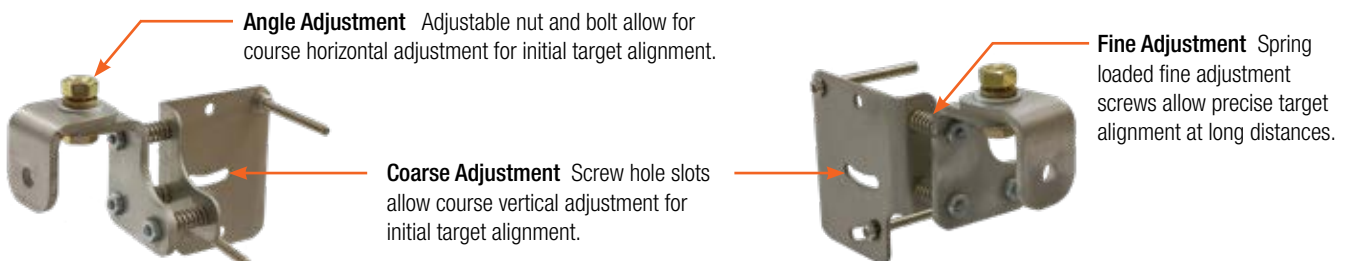 Angle Adjustment Adjustable nut and bolt allow for
course horizontal adjustment for initial target alignment.
Coarse Adjustment Screw hole slots
allow course vertical adjustment for
initial target alignment.
Fine Adjustment Spring
loaded fine adjustment
screws allow precise target
alignment at long distances.